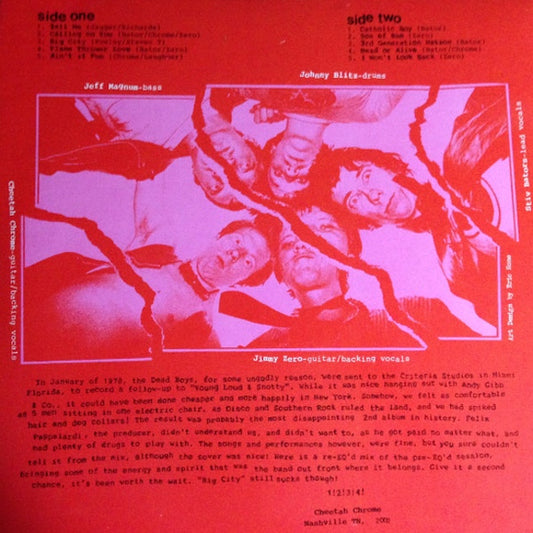 side one
1. Tell Me (Jagger/Richards)
2. Calling on You (Bator/Chrome/Zero)
3. Big City (Fowley/Steven T)
4. Flame Thrower Love (Bator/Zero)
5. Ain't it Fun (Chrome/Laughner)
side two
1. Catholic Boy (Bator)
2. Son of Sam (Zero)
3. 3rd Generation Nation (Bator)
4. Dead or Alive (Bator/Chrome)
5. I Won't Look Back (Zero)
Jeff Magnum-bass
Johnny Blitz-drums
Cheetah Chrome-guitar/backing vocals
Stiv Bators-lead vocals
Art Design by Eric Rose
Jimmy Zero-guitar/backing vocals
In January of 1978, the Dead Boys, for some ungodly reason, were sent to the Criteria Studios in Miami
Florida, to record a follow-up to "Young Loud & Snotty". While it was nice hanging out with Andy Gibb
& Co., it could have been done cheaper and more happily in New York. Somehow, we felt as comfortable
as 5 men sitting in one electric chair, as Disco and Southern Rock ruled the land, and we had spiked
hair and dog collars! The result was probably the most disappointing 2nd album in history. Felix
Pappalardi, the producer, didn't understand us, and didn't want to, as he got paid no matter what, and
had plenty of drugs to play with. The songs and performances however, were fine, but you sure couldn't
tell it from the mix, although the cover was nice! Here is a re-EQ'd mix of the pre-EQ'd session,
bringing some of the energy and spirit that was the band out front where it belongs. Give it a second
chance, it's been worth the wait. "Big City" still sucks though!
1!2!3!4!
Cheetah Chrome
Nashville TN,